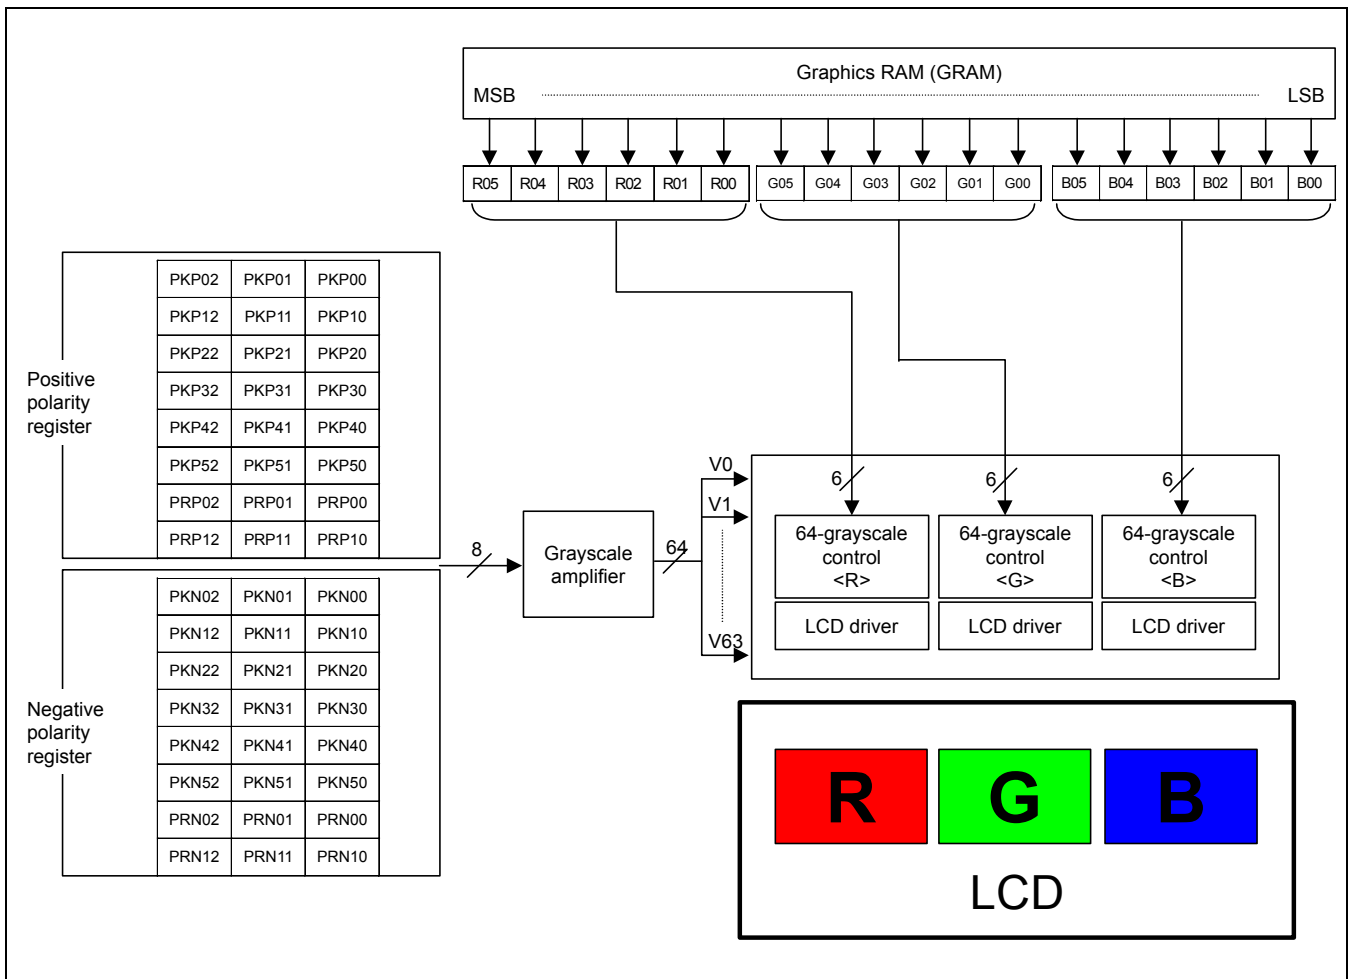 Graphics RAM (GRAM)
MSB LSB
R05 R04 R03 R02 R01 R00 G05 G04 G03 G02 G01 G00 B05 B04 B03 B02 B01 B00
Positive
polarity
register
PKP02 PKP01 PKP00
PKP12 PKP11 PKP10
PKP22 PKP21 PKP20
PKP32 PKP31 PKP30
PKP42 PKP41 PKP40
PKP52 PKP51 PKP50
PRP02 PRP01 PRP00
PRP12 PRP11 PRP10
Negative
polarity
register
PKN02 PKN01 PKN00
PKN12 PKN11 PKN10
PKN22 PKN21 PKN20
PKN32 PKN31 PKN30
PKN42 PKN41 PKN40
PKN52 PKN51 PKN50
PRN02 PRN01 PRN00
PRN12 PRN11 PRN10
8
Grayscale
amplifier
64
V0
V1
V63
6 6 6
64-grayscale
control
<R>
LCD driver
64-grayscale
control
<G>
LCD driver
64-grayscale
control
<B>
LCD driver
R G B
LCD